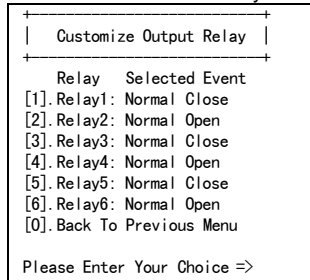 +------------------------------+
|   Customize Output Relay   |
+------------------------------+
Relay   Selected Event
[1].Relay1: Normal Close
[2].Relay2: Normal Open
[3].Relay3: Normal Close
[4].Relay4: Normal Open
[5].Relay5: Normal Close
[6].Relay6: Normal Open
[0].Back To Previous Menu
Please Enter Your Choice =>